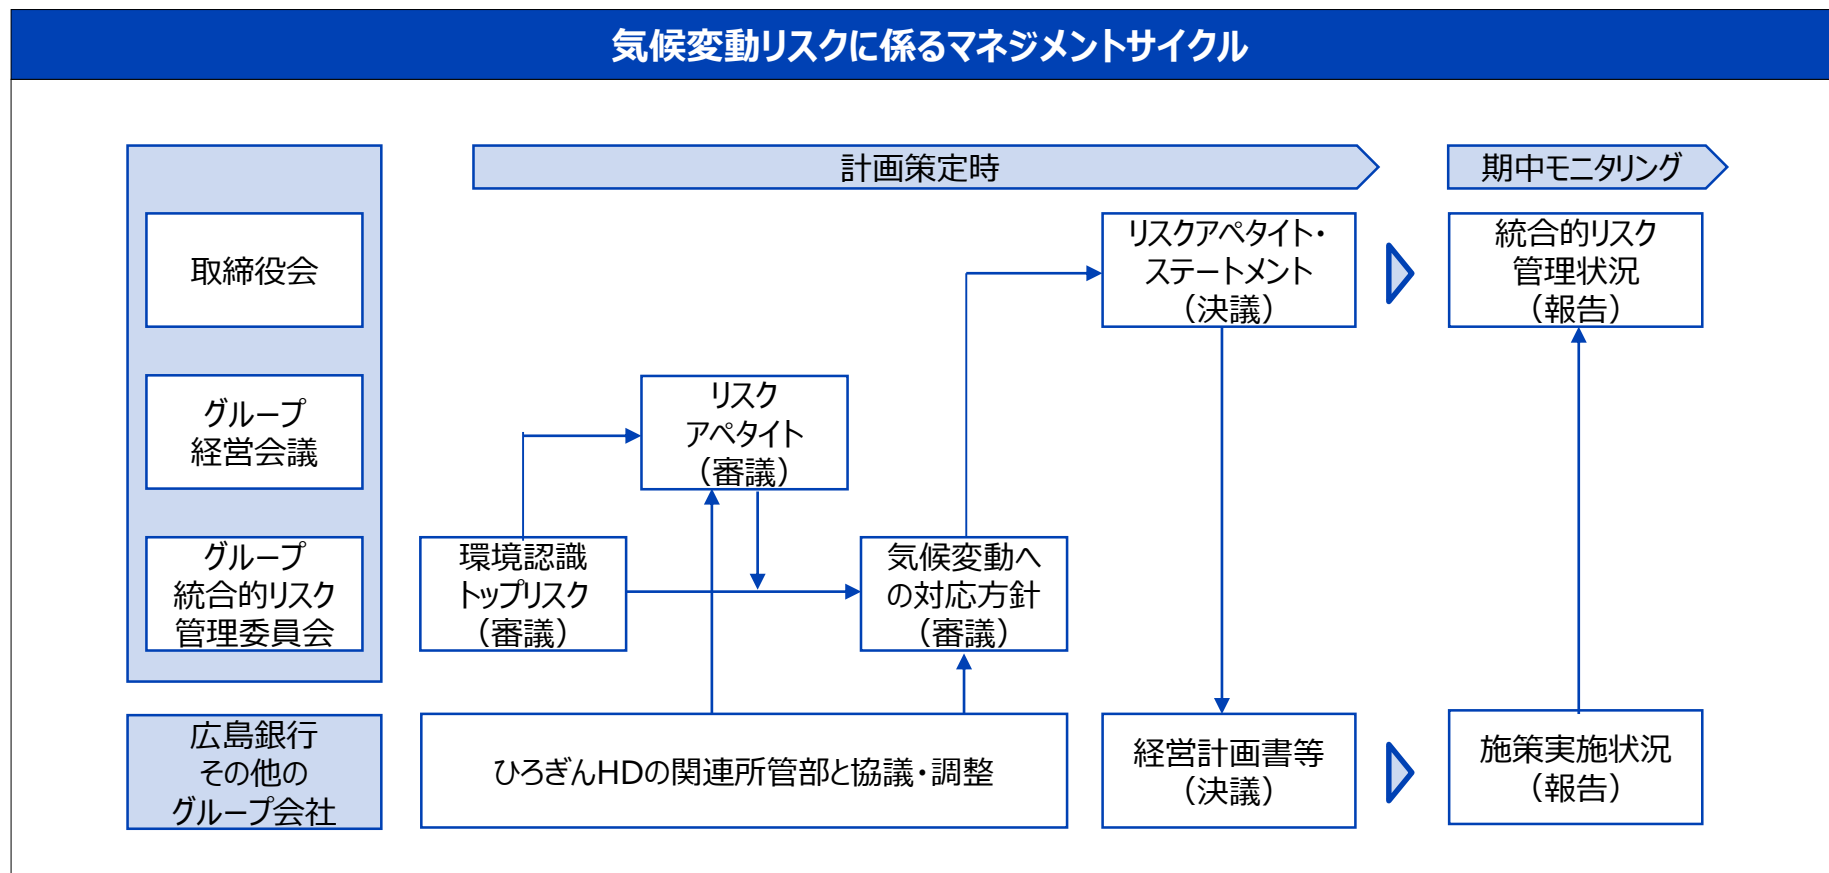 気候変動リスクに係るマネジメントサイクル
計画策定時
期中モニタリング
取締役会
リスクアペタイト・
ステートメント
（決議）
統合的リスク
管理状況
（報告）
グループ
経営会議
リスク
アペタイト
（審議）
グループ
統合的リスク
管理委員会
環境認識
トップリスク
（審議）
気候変動へ
の対応方針
（審議）
広島銀行
その他の
グループ会社
ひろぎんHDの関連所管部と協議・調整
経営計画書等
（決議）
施策実施状況
（報告）